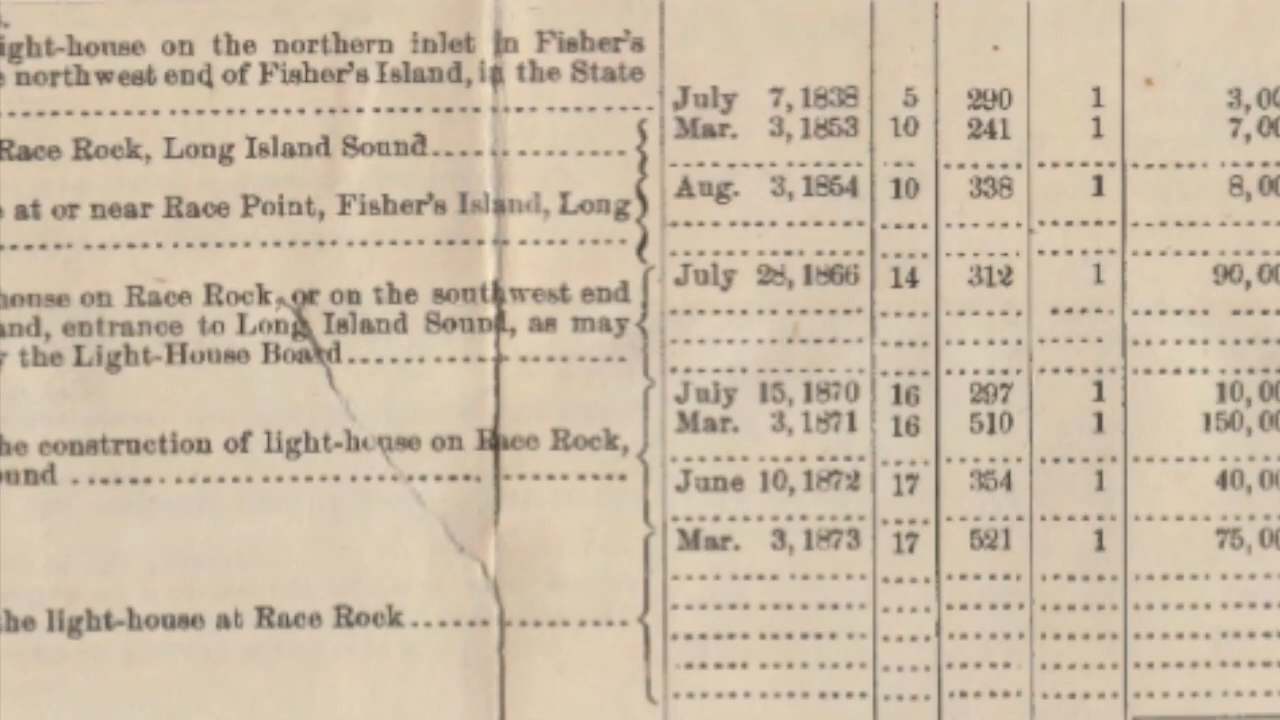 ight-house on the northern inlet in Fisher's
northwest end of Fisher's Island, in the State
July 7, 1838 5 290 1 3,00
Mar. 3, 1853 10 241 1 7,00
Race Rock, Long Island Sound
Aug. 3, 1854 10 338 1 8,00
at or near Race Point, Fisher's Island, Long
July 28, 1866 14 312 1 90,00
house on Race Rock, or on the southwest end
and, entrance to Long Island Sound, as may
the Light-House Board
July 15, 1870 16 297 1 10,00
Mar. 3, 1871 16 510 1 150,00
he construction of light-house on Race Rock,
ound
June 10, 1872 17 354 1 40,00
Mar. 3, 1873 17 521 1 75,00
the light-house at Race Rock